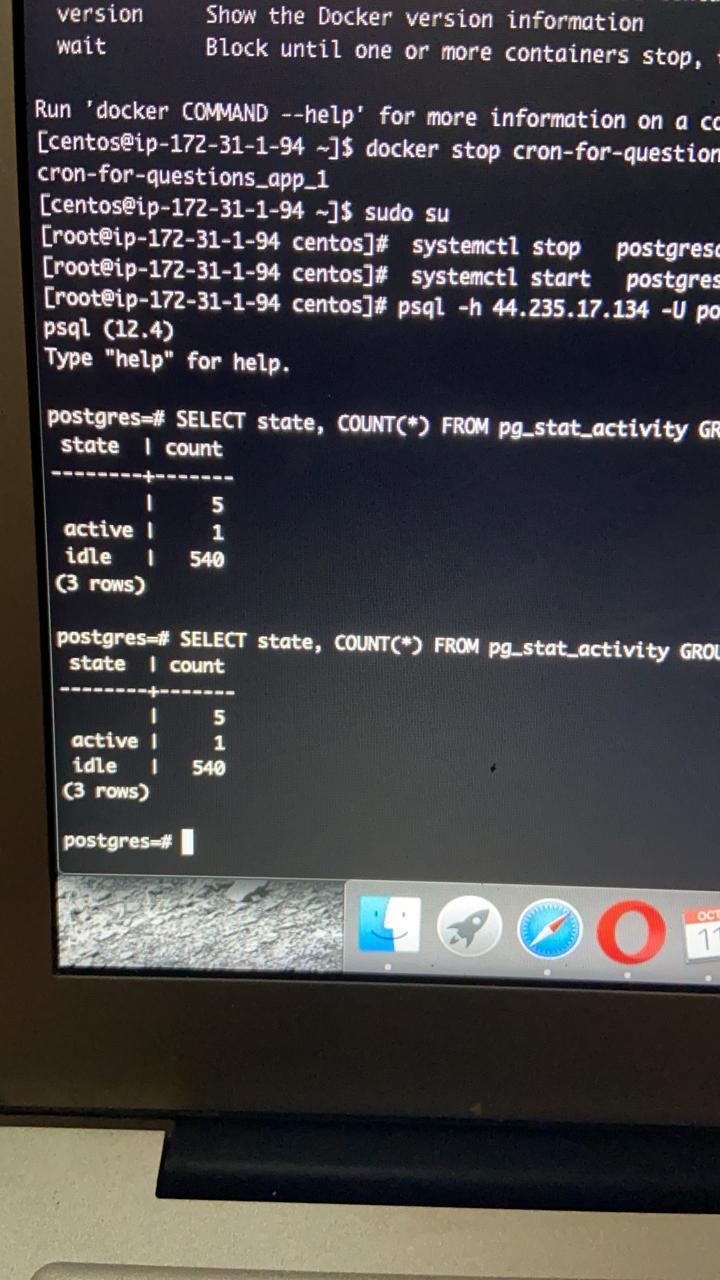 version     Show the Docker version information
wait        Block until one or more containers stop,
Run 'docker COMMAND --help' for more information on a
[centos@ip-172-31-1-94 ~]$ docker stop cron-for-question
cron-for-questions_app_1
[centos@ip-172-31-1-94 ~]$ sudo su
[root@ip-172-31-1-94 centos]#  systemctl stop   postgres
[root@ip-172-31-1-94 centos]#  systemctl start   postgres
[root@ip-172-31-1-94 centos]# psql -h 44.235.17.134 -U po
psql (12.4)
Type "help" for help.
postgres=# SELECT state, COUNT(*) FROM pg_stat_activity GR
state  | count
--------+-------
       |     5
active |     1
idle   |   540
(3 rows)
postgres=# SELECT state, COUNT(*) FROM pg_stat_activity GROU
state  | count
--------+-------
       |     5
active |     1
idle   |   540
(3 rows)
postgres=#
OCT
11